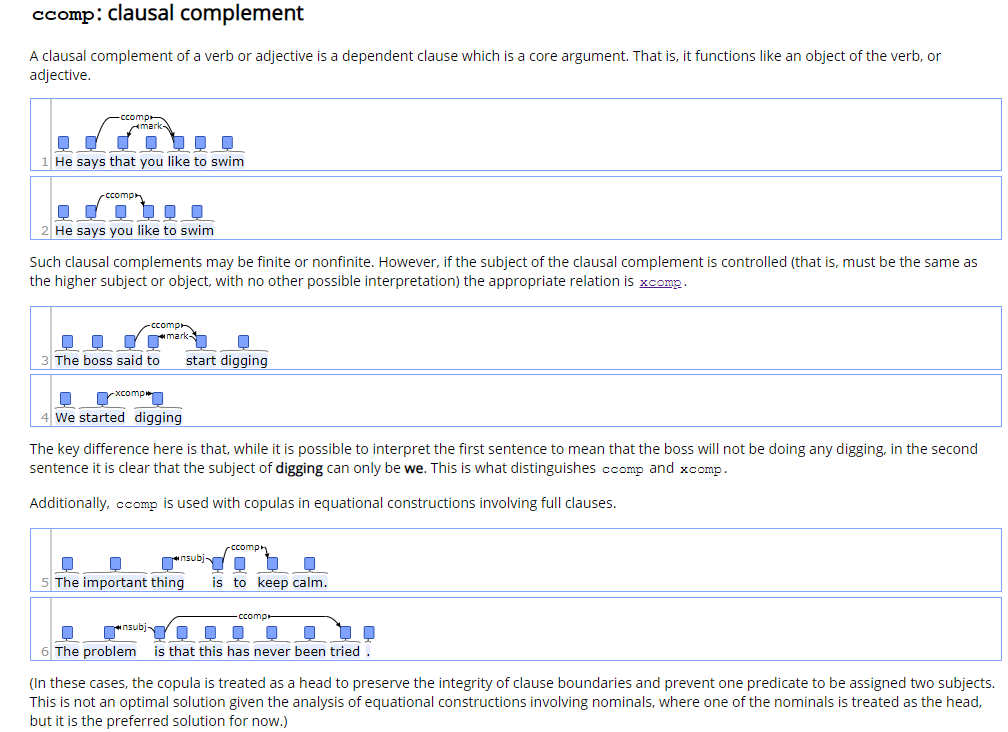 ccomp: clausal complement
A clausal complement of a verb or adjective is a dependent clause which is a core argument. That is, it functions like an object of the verb, or
adjective.
ccomp
mark
1 He says that you like to swim
ccomp
2 He says you like to swim
Such clausal complements may be finite or nonfinite. However, if the subject of the clausal complement is controlled (that is, must be the same as
the higher subject or object, with no other possible interpretation) the appropriate relation is xcomp.
ccomp
mark
3 The boss said to start digging
xcomp
4 We started digging
The key difference here is that, while it is possible to interpret the first sentence to mean that the boss will not be doing any digging, in the second
sentence it is clear that the subject of digging can only be we. This is what distinguishes ccomp and xcomp.
Additionally, ccomp is used with copulas in equational constructions involving full clauses.
ccomp
nsubj
5 The important thing is to keep calm.
ccomp
nsubj
6 The problem is that this has never been tried .
(In these cases, the copula is treated as a head to preserve the integrity of clause boundaries and prevent one predicate to be assigned two subjects.
This is not an optimal solution given the analysis of equational constructions involving nominals, where one of the nominals is treated as the head,
but it is the preferred solution for now.)